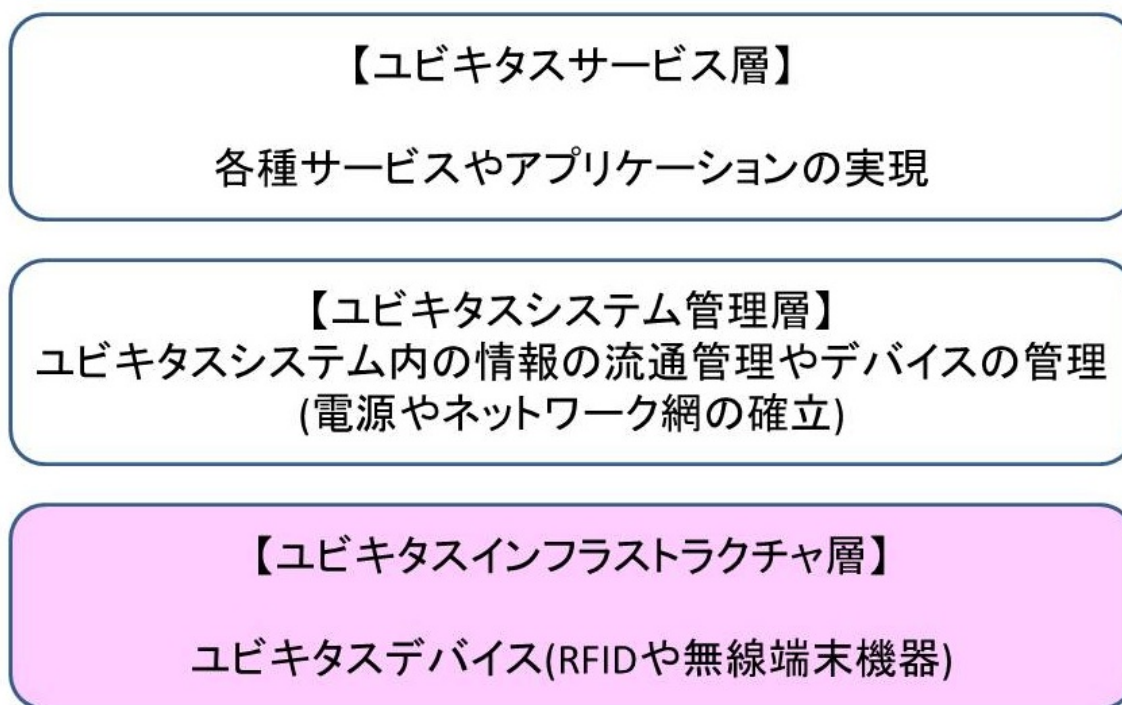 【ユビキタスサービス層】
各種サービスやアプリケーションの実現
【ユビキタスシステム管理層】
ユビキタスシステム内の情報の流通管理やデバイスの管理
(電源やネットワーク網の確立)
【ユビキタスインフラストラクチャ層】
ユビキタスデバイス(RFIDや無線端末機器)